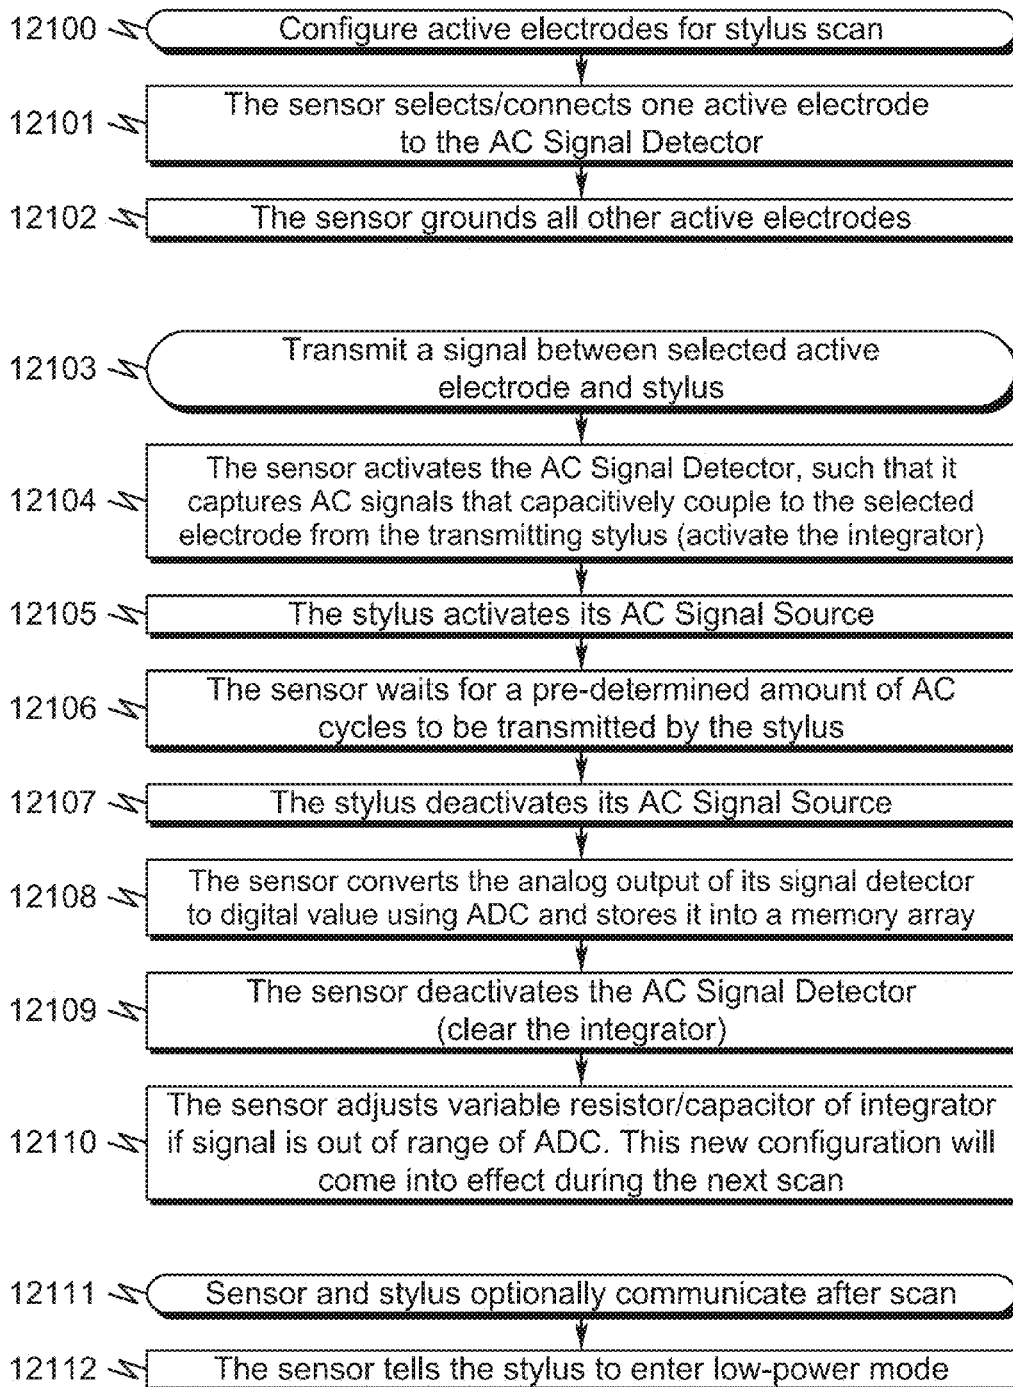 12100 Configure active electrodes for stylus scan
12101 The sensor selects/connects one active electrode
to the AC Signal Detector
12102 The sensor grounds all other active electrodes
12103 Transmit a signal between selected active
electrode and stylus
12104 The sensor activates the AC Signal Detector, such that it
captures AC signals that capacitively couple to the selected
electrode from the transmitting stylus (activate the integrator)
12105 The stylus activates its AC Signal Source
12106 The sensor waits for a pre-determined amount of AC
cycles to be transmitted by the stylus
12107 The stylus deactivates its AC Signal Source
12108 The sensor converts the analog output of its signal detector
to digital value using ADC and stores it into a memory array
12109 The sensor deactivates the AC Signal Detector
(clear the integrator)
12110 The sensor adjusts variable resistor/capacitor of integrator
if signal is out of range of ADC. This new configuration will
come into effect during the next scan
12111 Sensor and stylus optionally communicate after scan
12112 The sensor tells the stylus to enter low-power mode